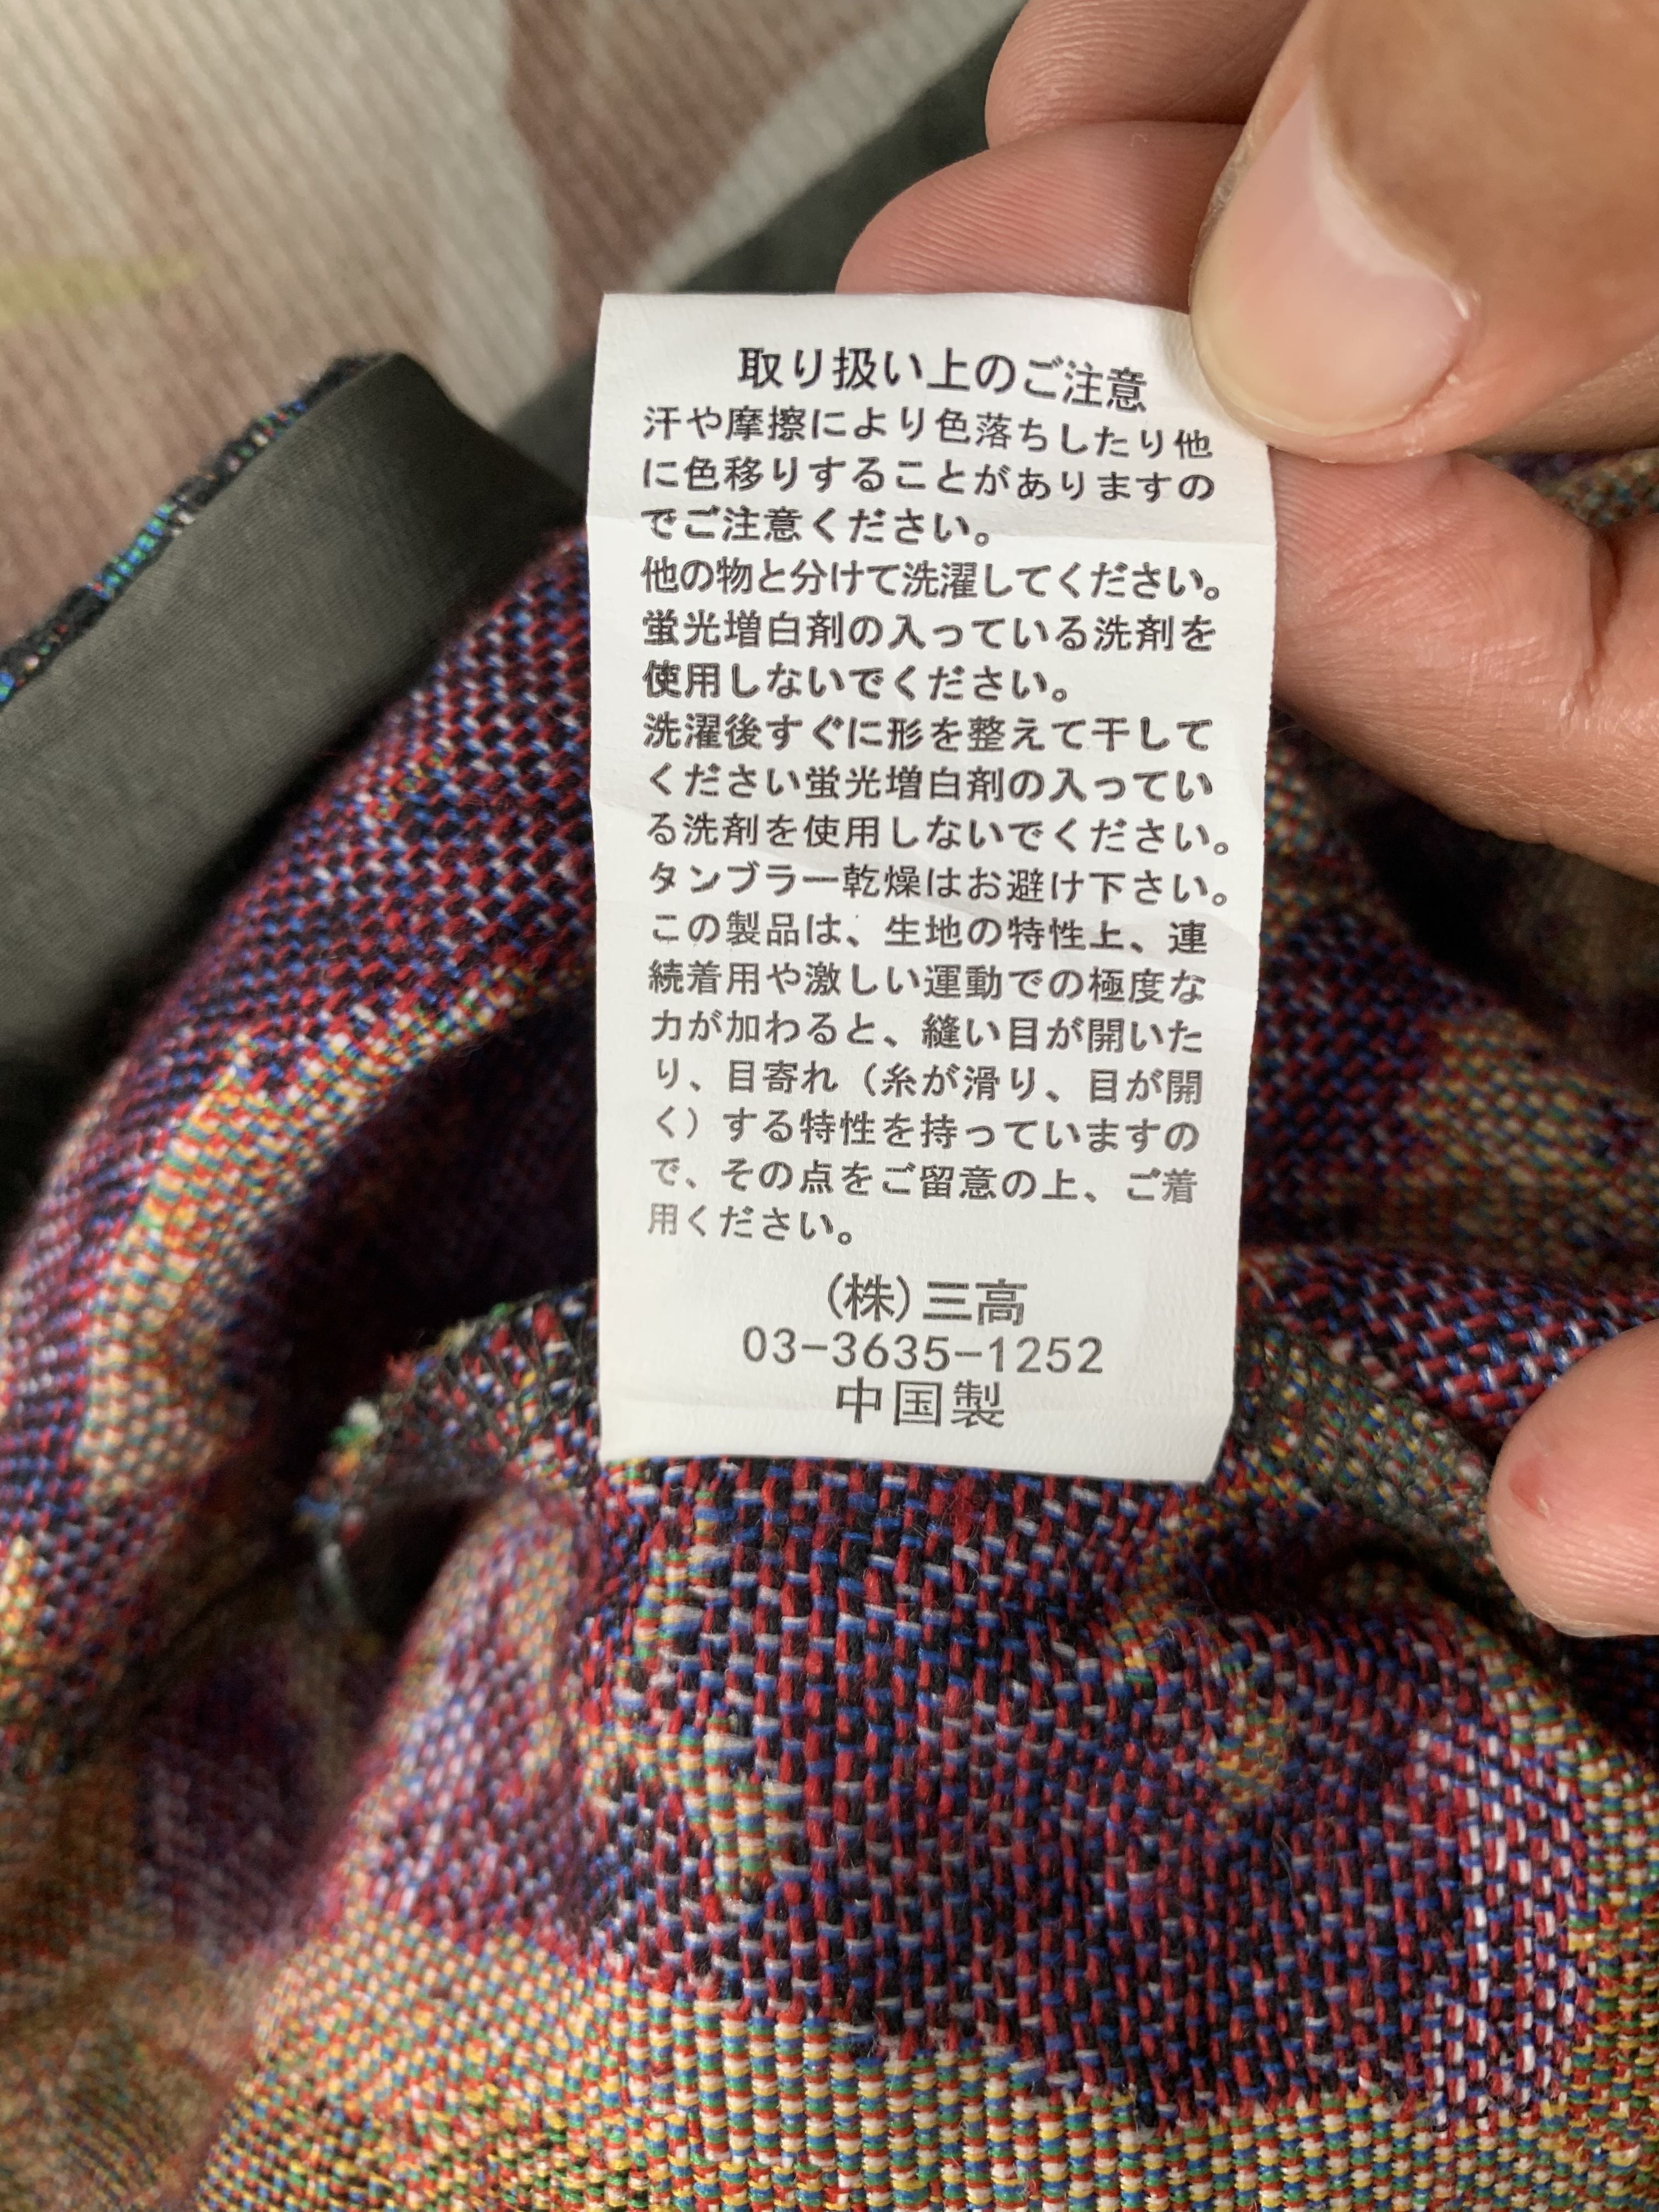 取り扱い上のご注意
汗や摩擦により色落ちしたり他
に色移りすることがありますの
でご注意ください。
他の物と分けて洗濯してください。
蛍光増白剤の入っている洗剤を
使用しないでください。
洗濯後すぐに形を整えて干して
ください蛍光増白剤の入ってい
る洗剤を使用しないでください。
タンブラー乾燥はお避け下さい。
この製品は、生地の特性上、連
続着用や激しい運動での極度な
力が加わると、縫い目が開いた
り、目寄れ（糸が滑り、目が開
く）する特性を持っていますの
で、その点をご留意の上、ご着
用ください。
(株)三高
03-3635-1252
中国製